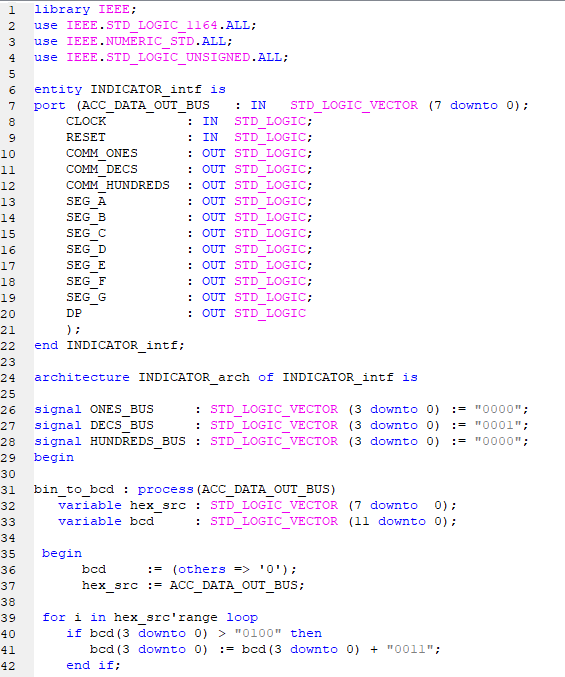 1 library IEEE;
2 use IEEE.STD_LOGIC_1164.ALL;
3 use IEEE.NUMERIC_STD.ALL;
4 use IEEE.STD_LOGIC_UNSIGNED.ALL;
5
6 entity INDICATOR_intf is
7 port (ACC_DATA_OUT_BUS   : IN   STD_LOGIC_VECTOR (7 downto 0);
8     CLOCK          : IN  STD_LOGIC;
9     RESET          : IN  STD_LOGIC;
10     COMM_ONES      : OUT STD_LOGIC;
11     COMM_DECS      : OUT STD_LOGIC;
12     COMM_HUNDREDS  : OUT STD_LOGIC;
13     SEG_A          : OUT STD_LOGIC;
14     SEG_B          : OUT STD_LOGIC;
15     SEG_C          : OUT STD_LOGIC;
16     SEG_D          : OUT STD_LOGIC;
17     SEG_E          : OUT STD_LOGIC;
18     SEG_F          : OUT STD_LOGIC;
19     SEG_G          : OUT STD_LOGIC;
20     DP             : OUT STD_LOGIC
21     );
22 end INDICATOR_intf;
23
24 architecture INDICATOR_arch of INDICATOR_intf is
25
26 signal ONES_BUS     : STD_LOGIC_VECTOR (3 downto 0) := "0000";
27 signal DECS_BUS     : STD_LOGIC_VECTOR (3 downto 0) := "0001";
28 signal HUNDREDS_BUS : STD_LOGIC_VECTOR (3 downto 0) := "0000";
29 begin
30
31 bin_to_bcd : process(ACC_DATA_OUT_BUS)
32    variable hex_src : STD_LOGIC_VECTOR (7 downto  0);
33    variable bcd     : STD_LOGIC_VECTOR (11 downto 0);
34
35  begin
36       bcd     := (others => '0');
37       hex_src := ACC_DATA_OUT_BUS;
38
39  for i in hex_src'range loop
40     if bcd(3 downto 0) > "0100" then
41        bcd(3 downto 0) := bcd(3 downto 0) + "0011";
42     end if;